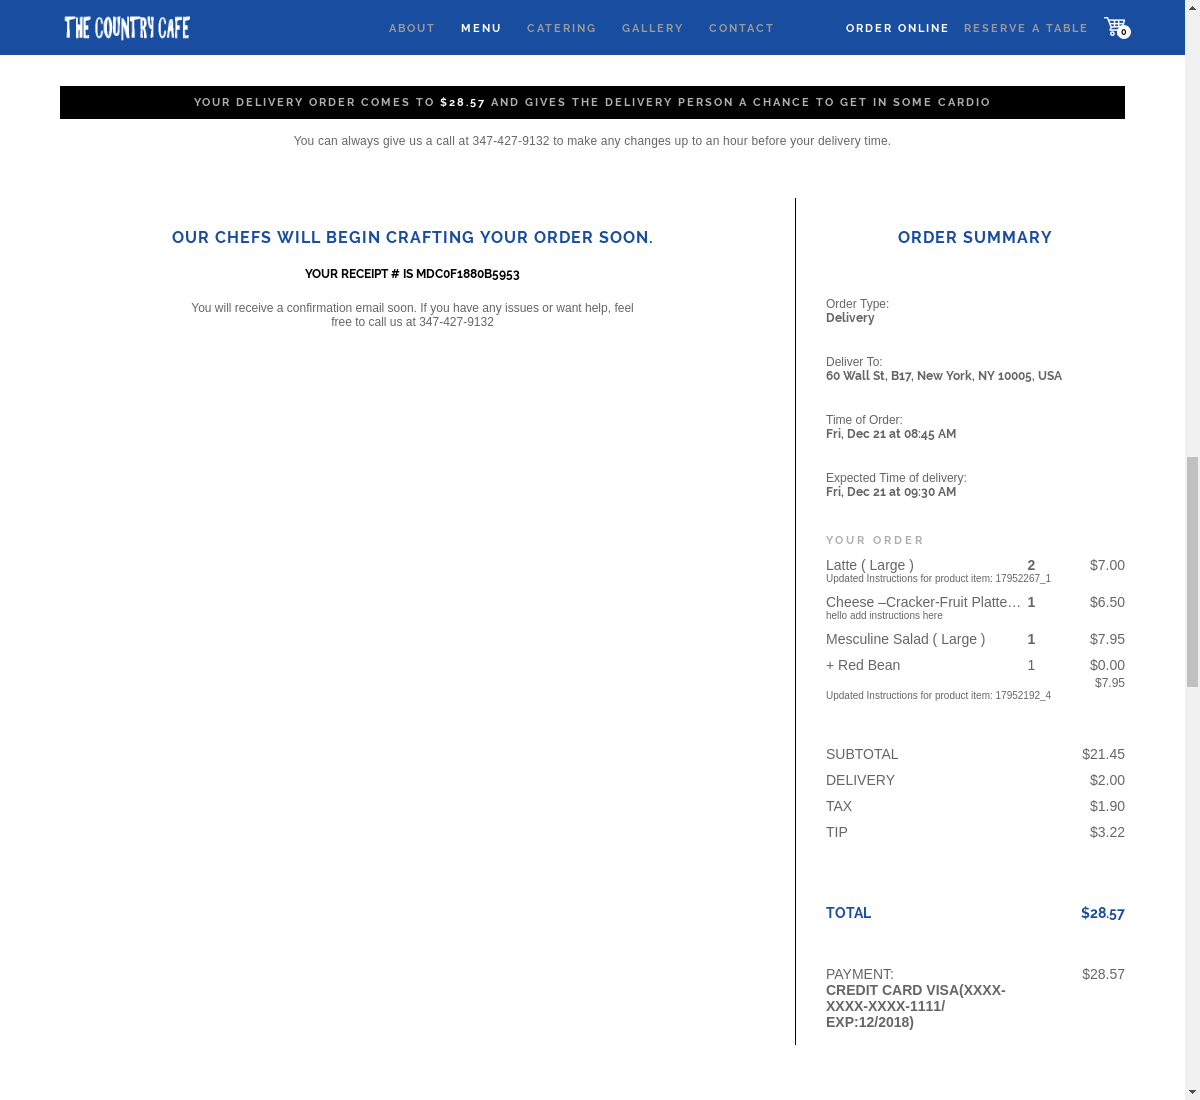 THE COUNTRY CAFE
ABOUT MENU CATERING GALLERY CONTACT ORDER ONLINE RESERVE A TABLE 0
YOUR DELIVERY ORDER COMES TO $28.57 AND GIVES THE DELIVERY PERSON A CHANCE TO GET IN SOME CARDIO
You can always give us a call at 347-427-9132 to make any changes up to an hour before your delivery time.
OUR CHEFS WILL BEGIN CRAFTING YOUR ORDER SOON.
YOUR RECEIPT # IS MDC0F1880B5953
You will receive a confirmation email soon. If you have any issues or want help, feel
free to call us at 347-427-9132
ORDER SUMMARY
Order Type:
Delivery
Deliver To:
60 Wall St, B17, New York, NY 10005, USA
Time of Order:
Fri, Dec 21 at 08:45 AM
Expected Time of delivery:
Fri, Dec 21 at 09:30 AM
YOUR ORDER
Latte ( Large ) 2 $7.00
Updated Instructions for product item: 17952267_1
Cheese –Cracker-Fruit Platte… 1 $6.50
hello add instructions here
Mesculine Salad ( Large ) 1 $7.95
+ Red Bean 1 $0.00
$7.95
Updated Instructions for product item: 17952192_4
SUBTOTAL $21.45
DELIVERY $2.00
TAX $1.90
TIP $3.22
TOTAL $28.57
PAYMENT: $28.57
CREDIT CARD VISA(XXXX-
XXXX-XXXX-1111/
EXP:12/2018)